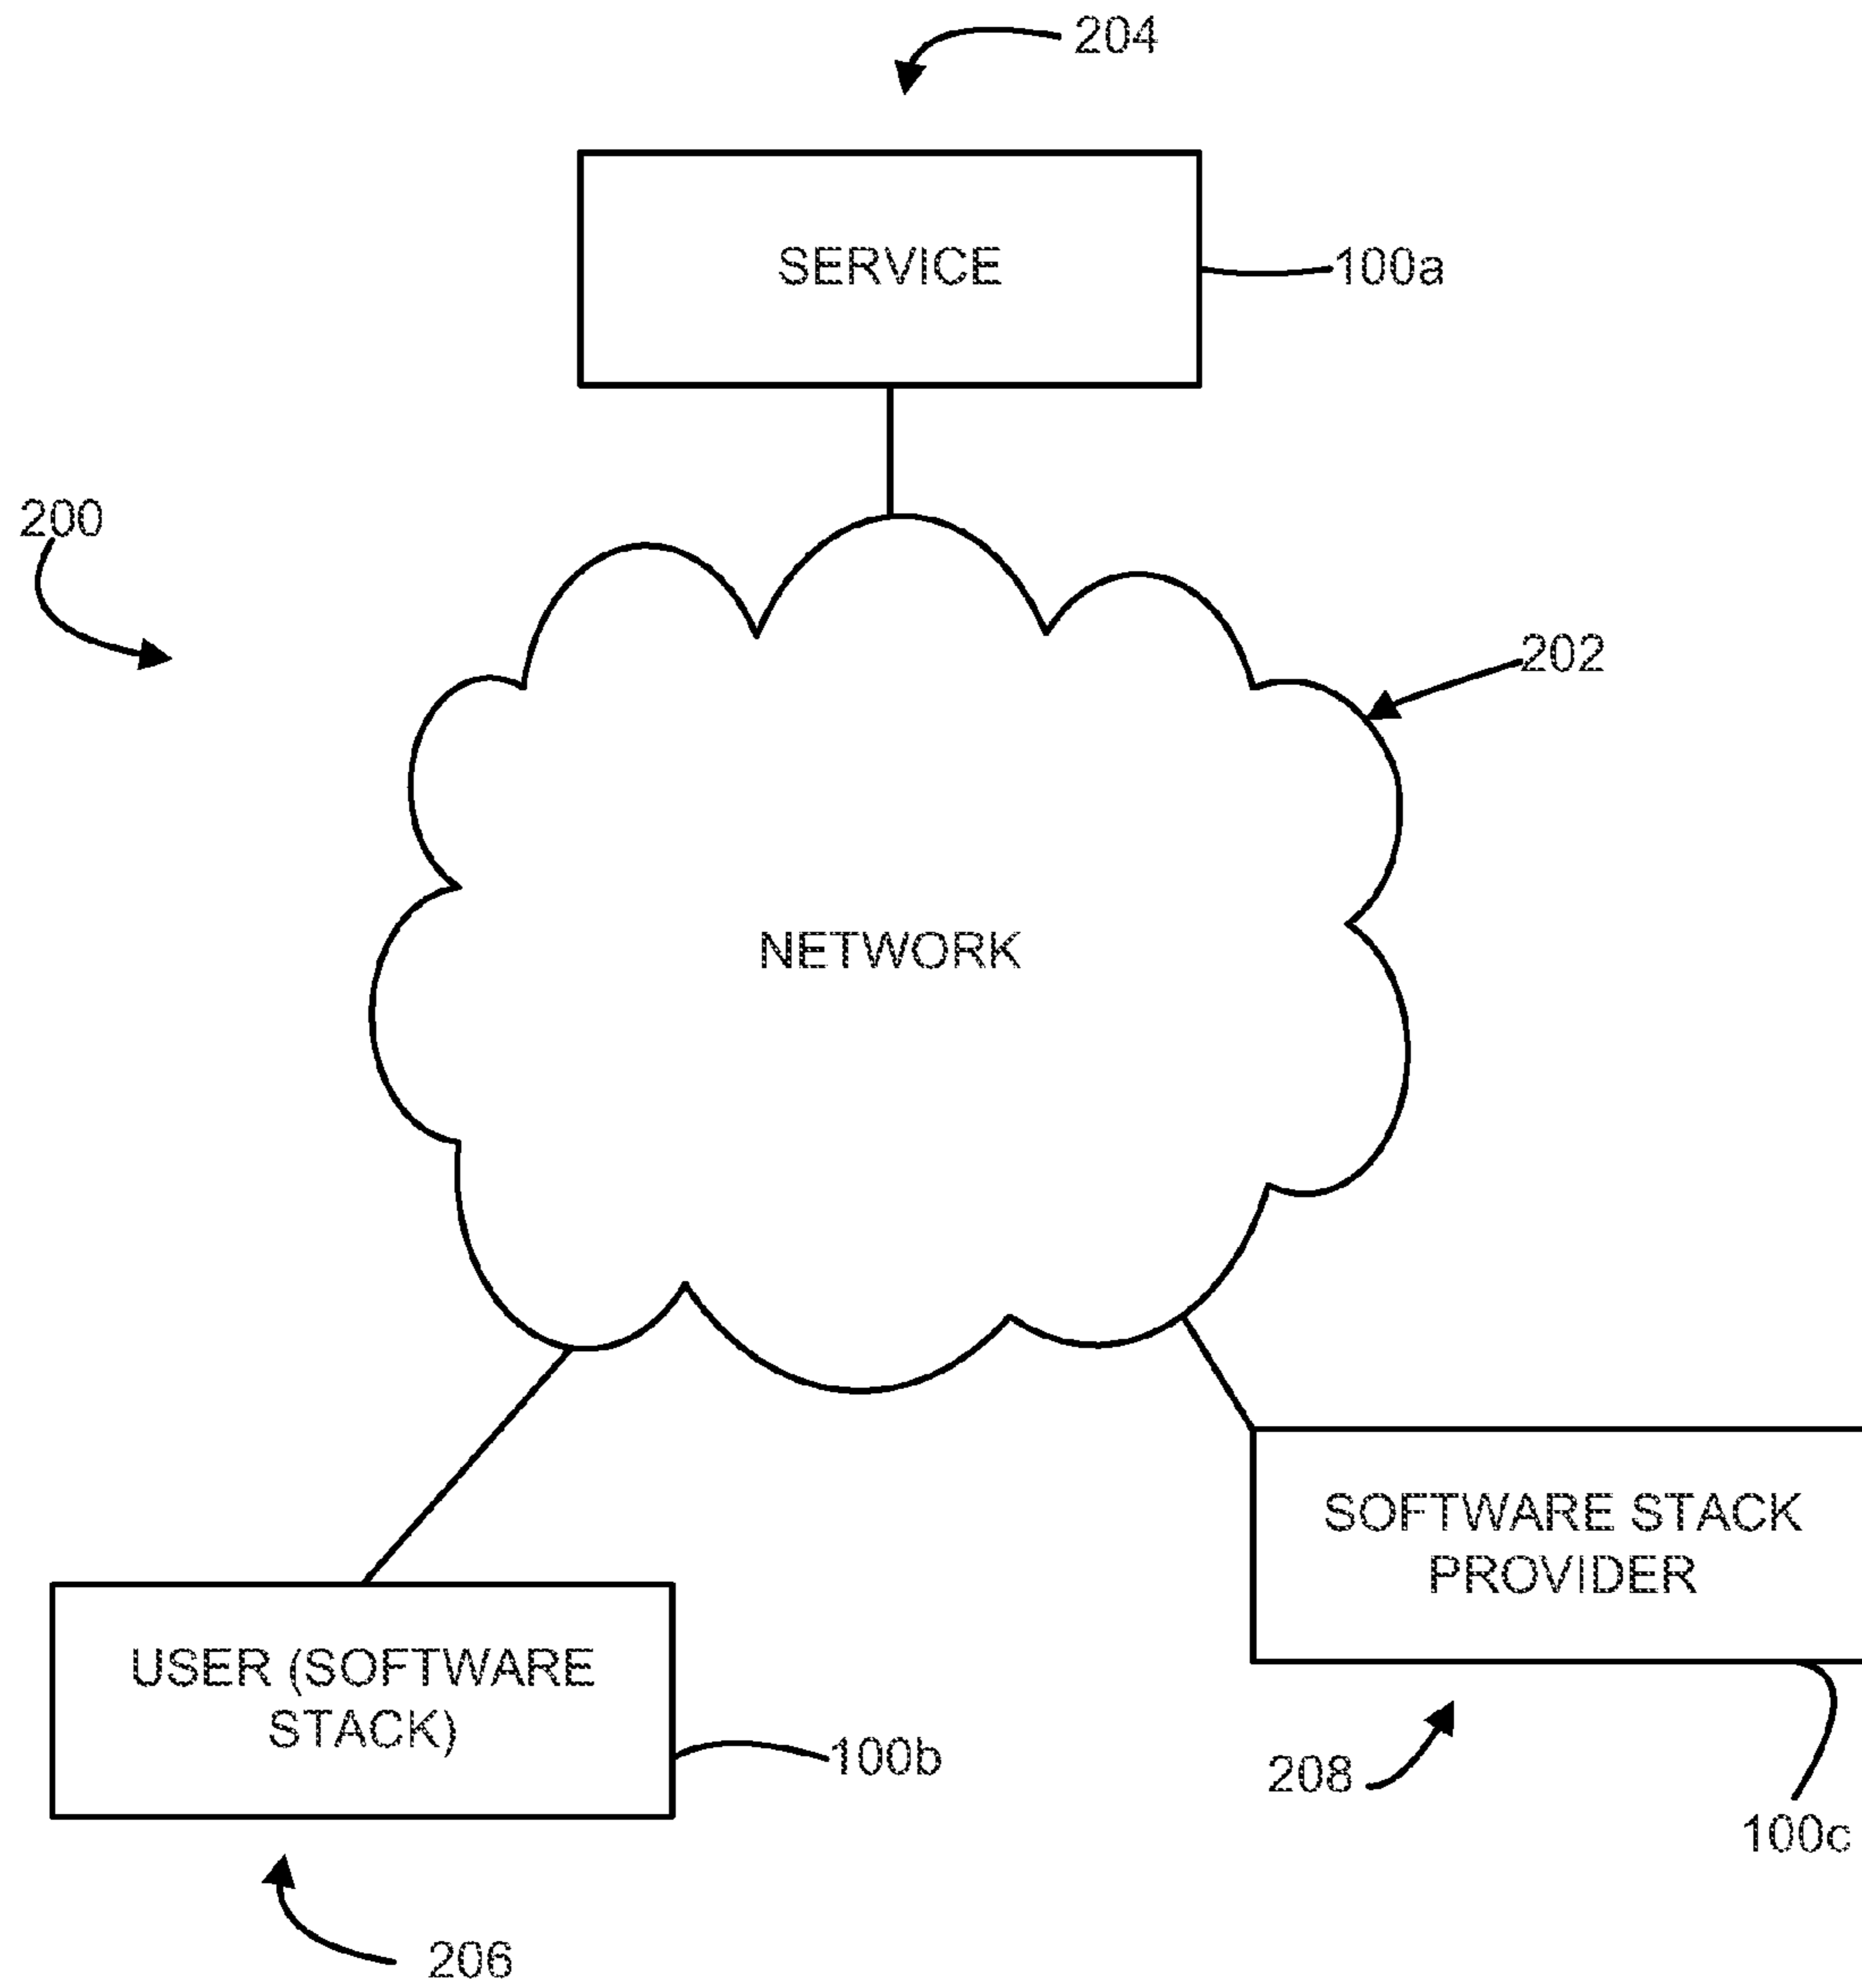 204
SERVICE
100a
200
202
NETWORK
SOFTWARE STACK
PROVIDER
USER (SOFTWARE
STACK)
100b
208
100c
206